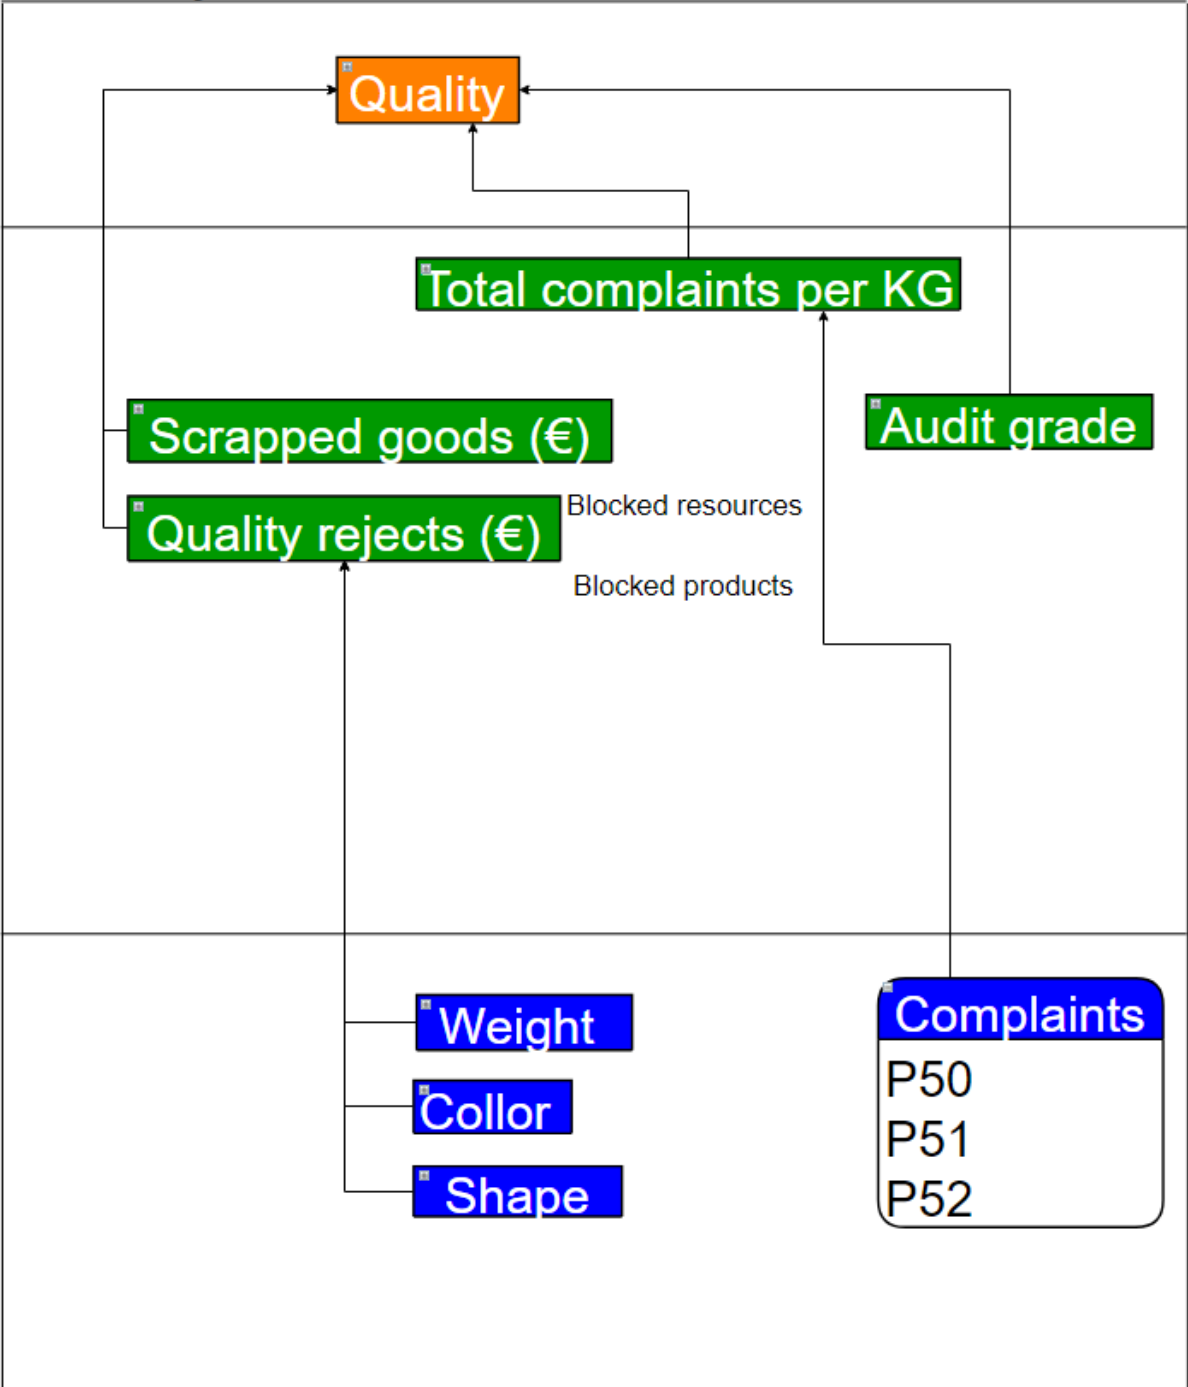 Quality
Total complaints per KG
Scrapped goods (€)
Audit grade
Quality rejects (€)
Blocked resources
Blocked products
Weight
Collor
Shape
Complaints
P50
P51
P52